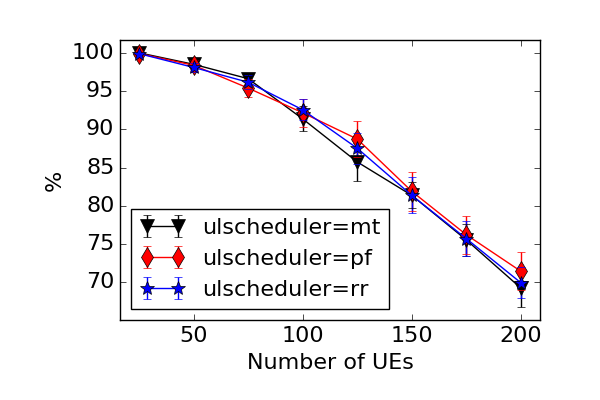 100
95
90
85
80
75
70
%
ulscheduler=mt
ulscheduler=pf
ulscheduler=rr
50 100 150 200
Number of UEs